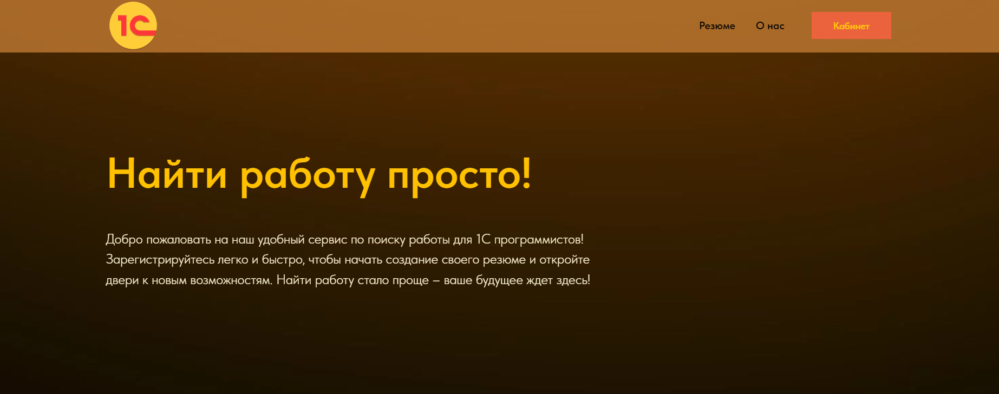 1С
Резюме
О нас
Кабинет
Найти работу просто!
Добро пожаловать на наш удобный сервис по поиску работы для 1С программистов!
Зарегистрируйтесь легко и быстро, чтобы начать создание своего резюме и откройте
двери к новым возможностям. Найти работу стало проще – ваше будущее ждет здесь!